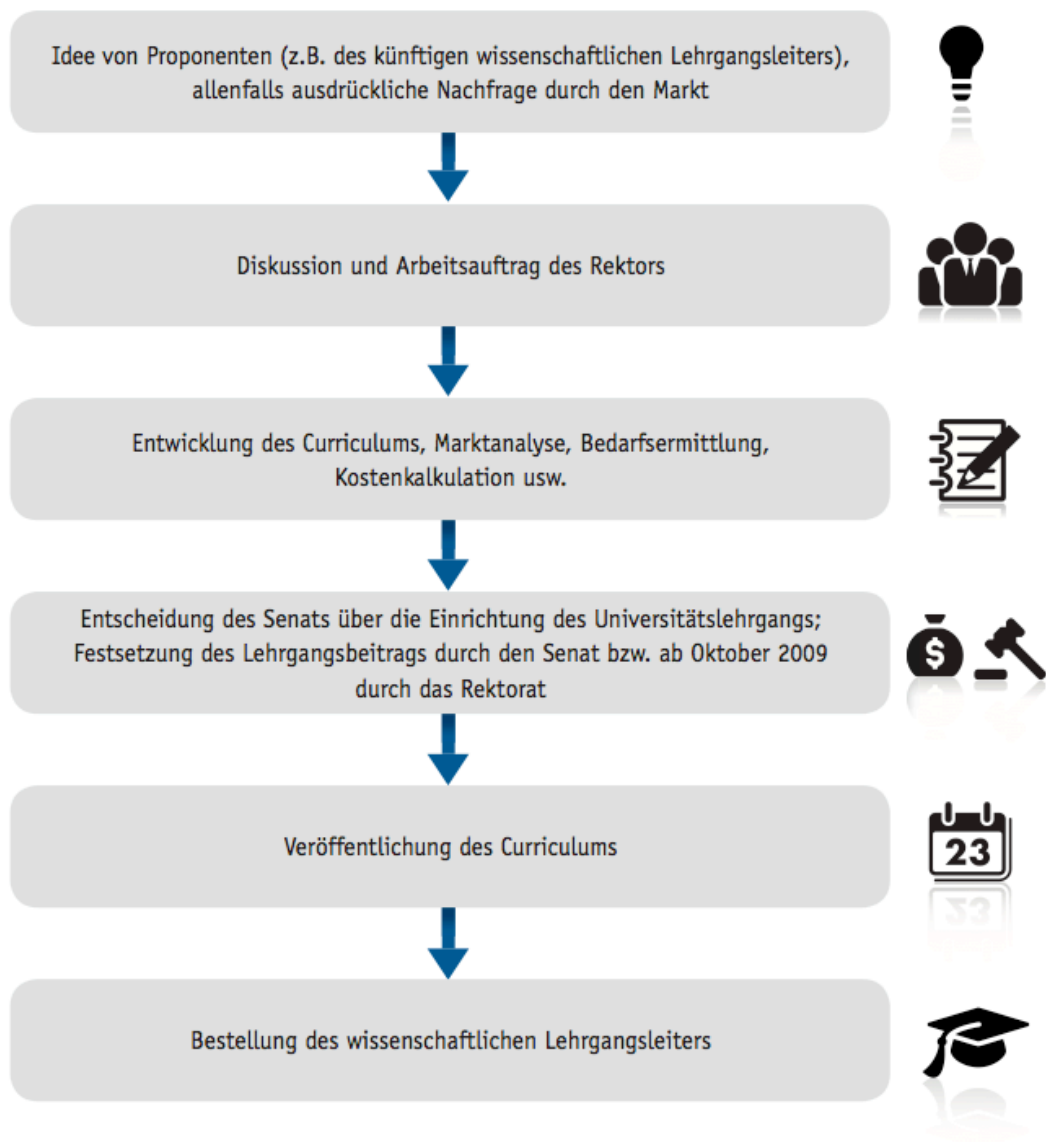 Idee von Proponenten (z.B. des künftigen wissenschaftlichen Lehrgangsleiters),
allenfalls ausdrückliche Nachfrage durch den Markt
Diskussion und Arbeitsauftrag des Rektors
Entwicklung des Curriculums, Marktanalyse, Bedarfsermittlung,
Kostenkalkulation usw.
Entscheidung des Senats über die Einrichtung des Universitätslehrgangs;
Festsetzung des Lehrgangsbeitrags durch den Senat bzw. ab Oktober 2009
durch das Rektorat
$
Veröffentlichung des Curriculums
23
Bestellung des wissenschaftlichen Lehrgangsleiters